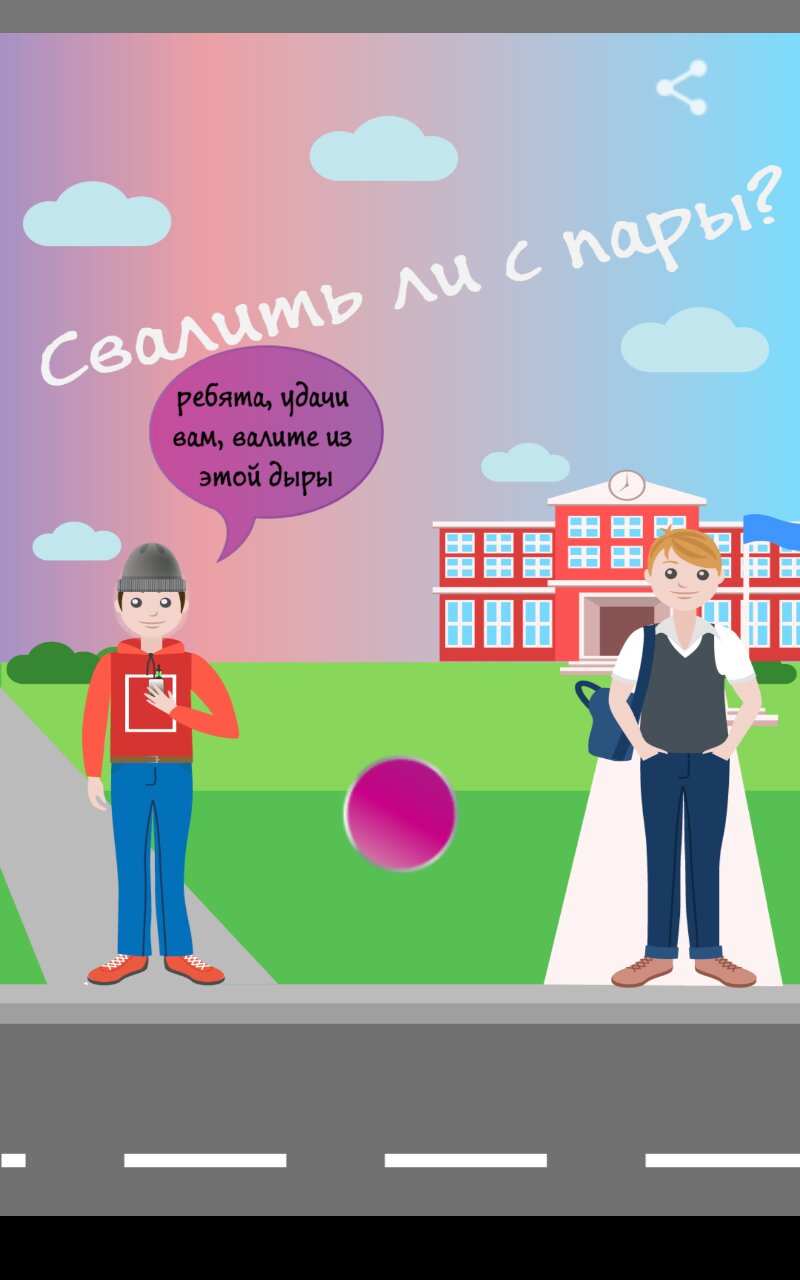 Свалить ли с пары?
ребята, удачи
вам, валите из
этой дыры